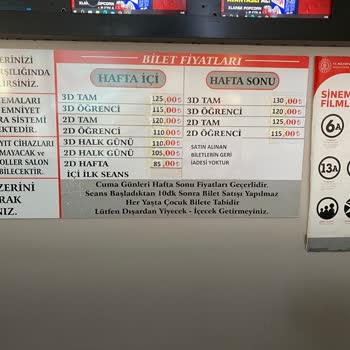 BİLET FİYATLARI
HAFTA İÇİ
3D TAM 125,00₺
3D ÖĞRENCİ 115,00₺
2D TAM 120,00₺
2D ÖĞRENCİ 110,00₺
3D HALK GÜNÜ 110,00₺
2D HALK GÜNÜ 105,00₺
2D HAFTA 85,00₺
İÇİ İLK SEANS
HAFTA SONU
3D TAM 130,00₺
3D ÖĞRENCİ 120,00₺
2D TAM 125,00₺
2D ÖĞRENCİ 115,00₺
SATIN ALINAN
BİLETLERİN GERİ
İADESİ YOKTUR
Cuma Günleri Hafta Sonu Fiyatları Geçerlidir.
Seans Başladıktan 10dk Sonra Bilet Satışı Yapılmaz
Her Yaşta Çocuk Bilete Tabidir
Lütfen Dışardan Yiyecek - İçecek Getirmeyiniz.
ERİNİZİ
RŞILIĞINDA
LİRSİNİZ.
EMALARI
EMNİYET
RA SİSTEMİ
EKTEDİR.
YIT CİHAZLARI
MAYACAK ve
OLLER SALON
BİLECEKTİR.
ZERİNİ
RAK
NIZ.
SİNEM
FİLML
6A
13A